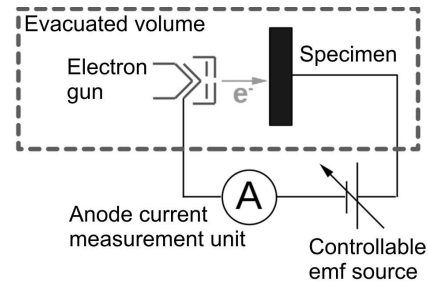 Evacuated volume
Electron
gun
e-
Specimen
A
Anode current
measurement unit
Controllable
emf source